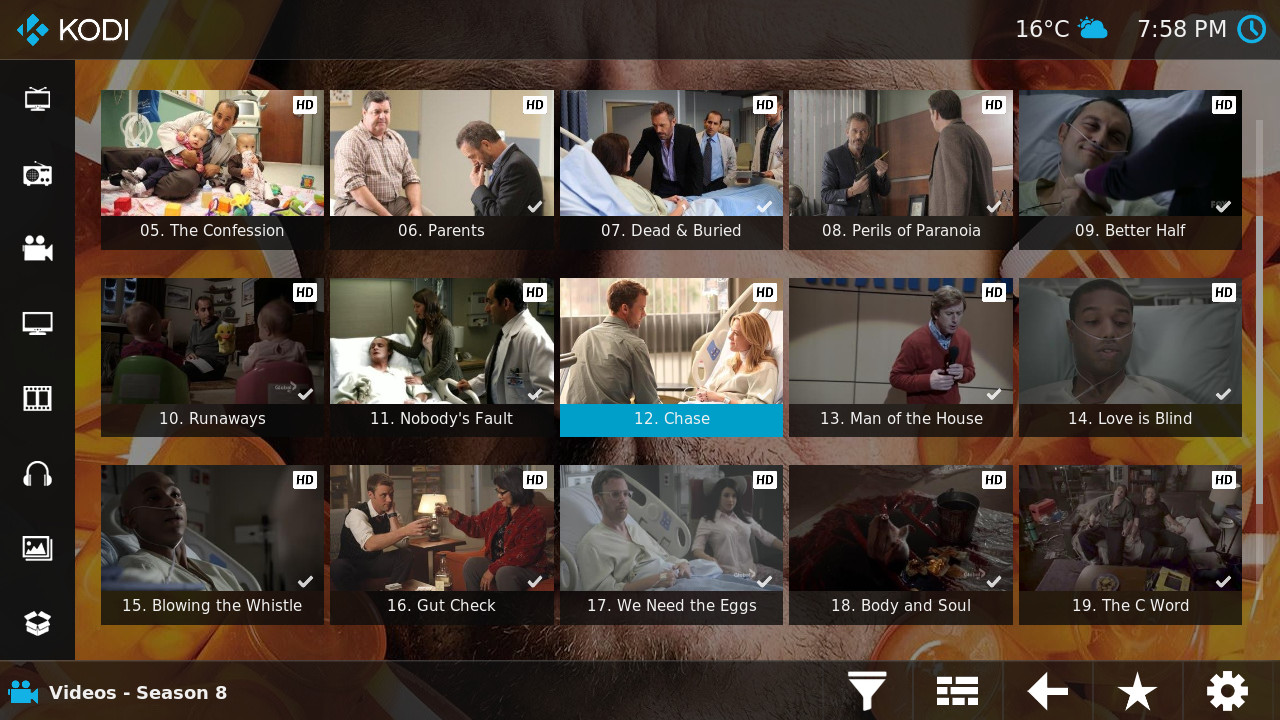 KODI
16°C
7:58 PM
HD
HD
HD
HD
HD
05. The Confession
06. Parents
07. Dead & Buried
08. Perils of Paranoia
09. Better Half
HD
HD
HD
HD
HD
Global
10. Runaways
11. Nobody's Fault
12. Chase
13. Man of the House
14. Love is Blind
HD
HD
HD
HD
HD
15. Blowing the Whistle
16. Gut Check
17. We Need the Eggs
18. Body and Soul
19. The C Word
Videos - Season 8